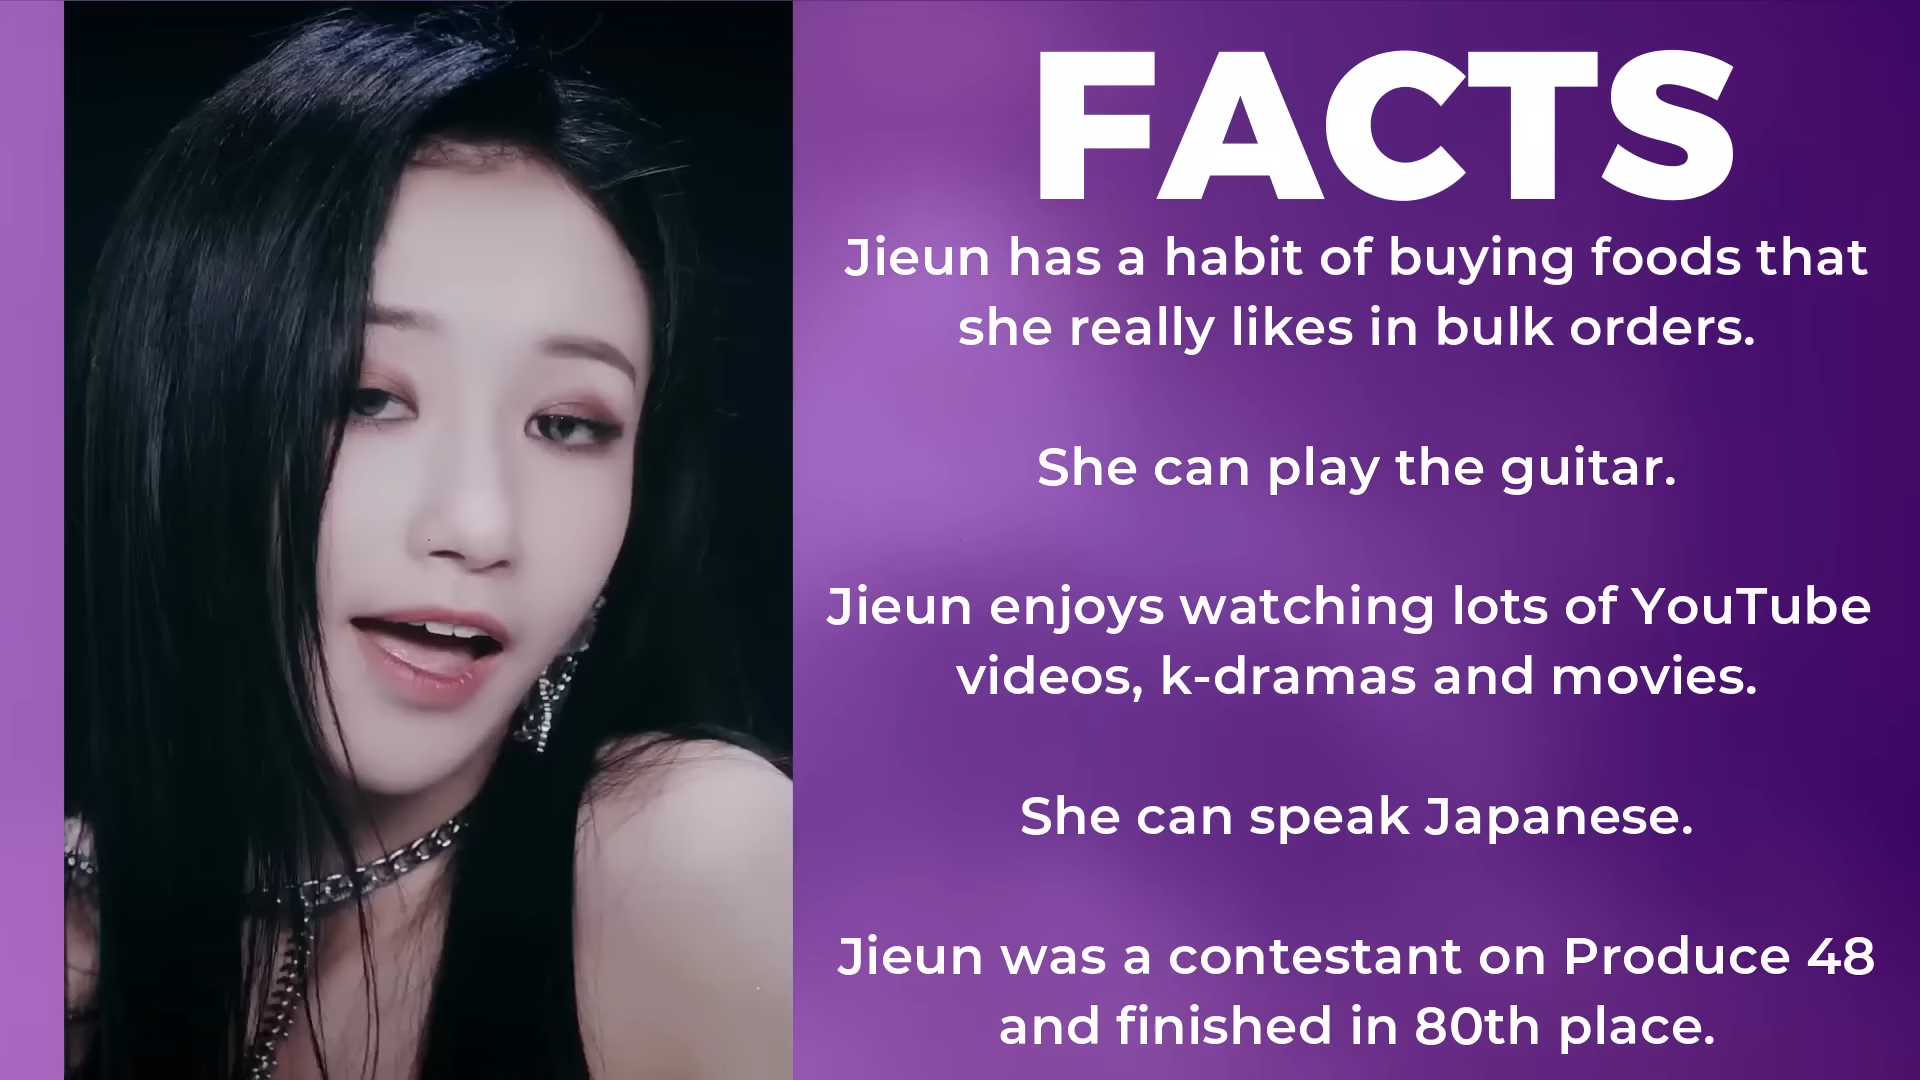 FACTS
Jieun has a habit of buying foods that
she really likes in bulk orders.
She can play the guitar.
Jieun enjoys watching lots of YouTube
videos, k-dramas and movies.
She can speak Japanese.
Jieun was a contestant on Produce 48
and finished in 80th place.